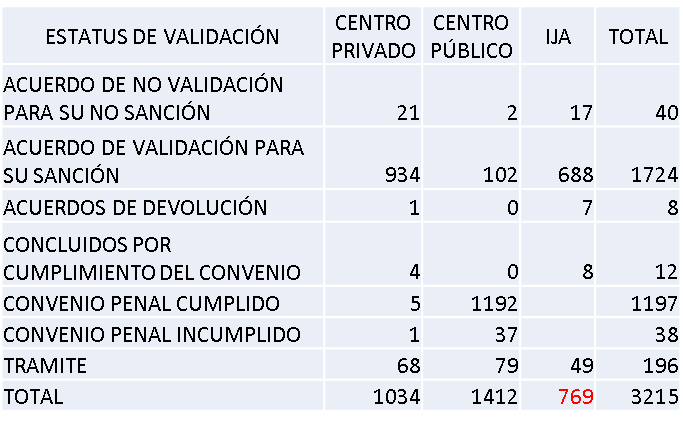 ESTATUS DE VALIDACIÓN CENTRO PRIVADO CENTRO PÚBLICO IJA TOTAL
ACUERDO DE NO VALIDACIÓN
PARA SU NO SANCIÓN 21 2 17 40
ACUERDO DE VALIDACIÓN PARA
SU SANCIÓN 934 102 688 1724
ACUERDOS DE DEVOLUCIÓN 1 0 7 8
CONCLUIDOS POR
CUMPLIMIENTO DEL CONVENIO 4 0 8 12
CONVENIO PENAL CUMPLIDO 5 1192 1197
CONVENIO PENAL INCUMPLIDO 1 37 38
TRAMITE 68 79 49 196
TOTAL 1034 1412 769 3215